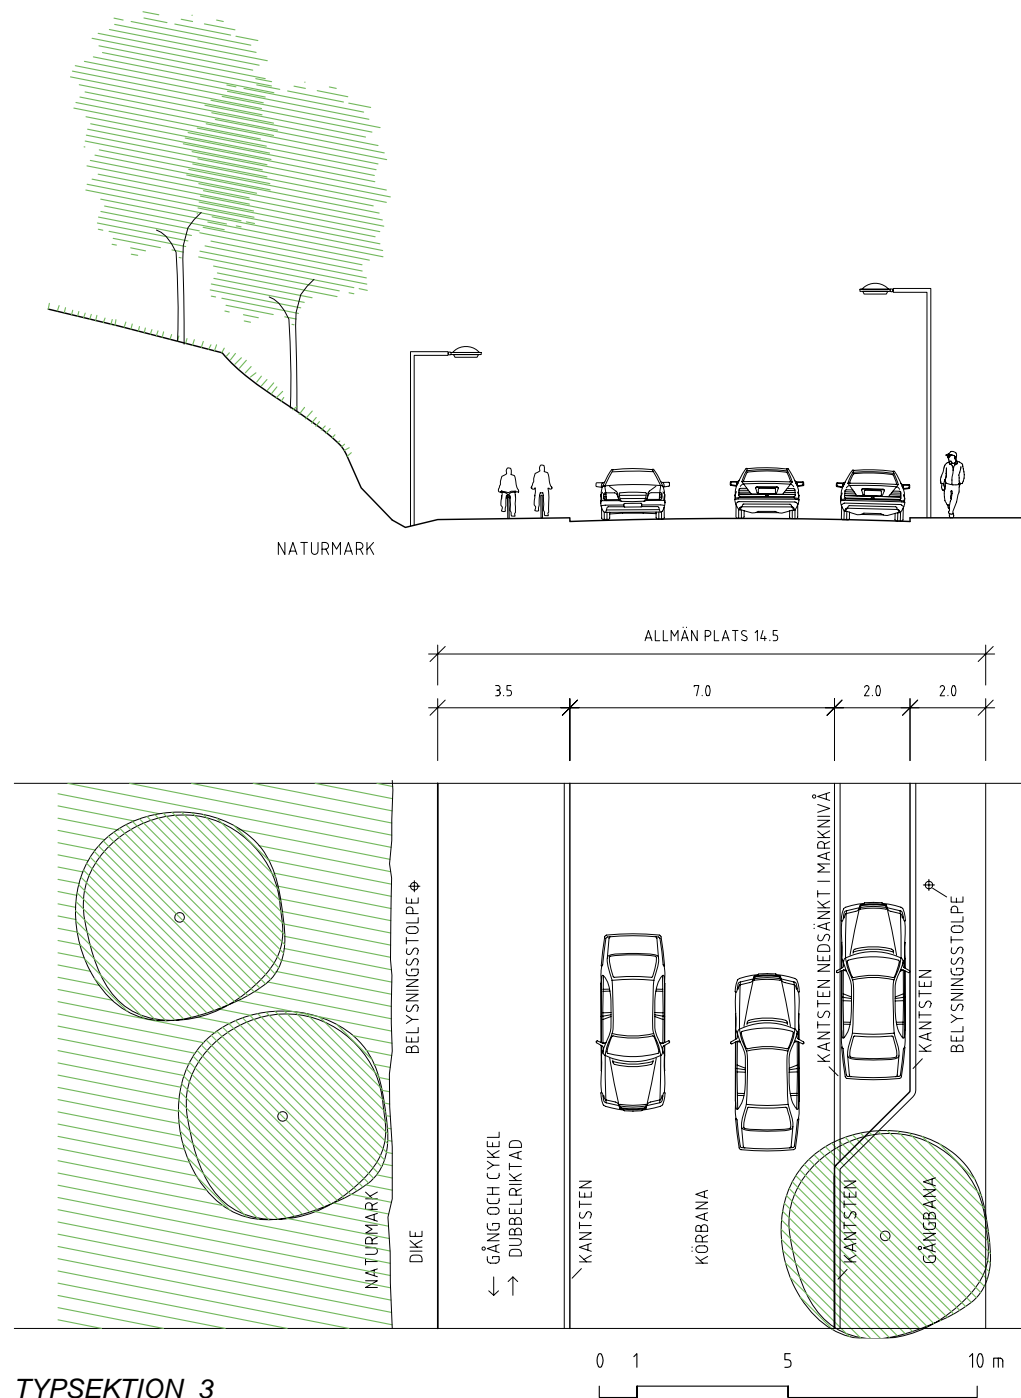 NATURMARK
ALLMÄN PLATS 14.5
3.5
7.0
2.0
2.0
KANTSTEN NEDSÄNKT I MARKNIVÅ
BELYSNINGSSTOLPE
BELYSNINGSSTOLPE
KANTSTEN
NATURMARK
DIKE
← GÅNG OCH CYKEL
→ DUBBELRIKTAD
KANTSTEN
KÖRBANA
KANTSTEN
GÅNGBANA
0 1 5 10 m
TYPSEKTION 3